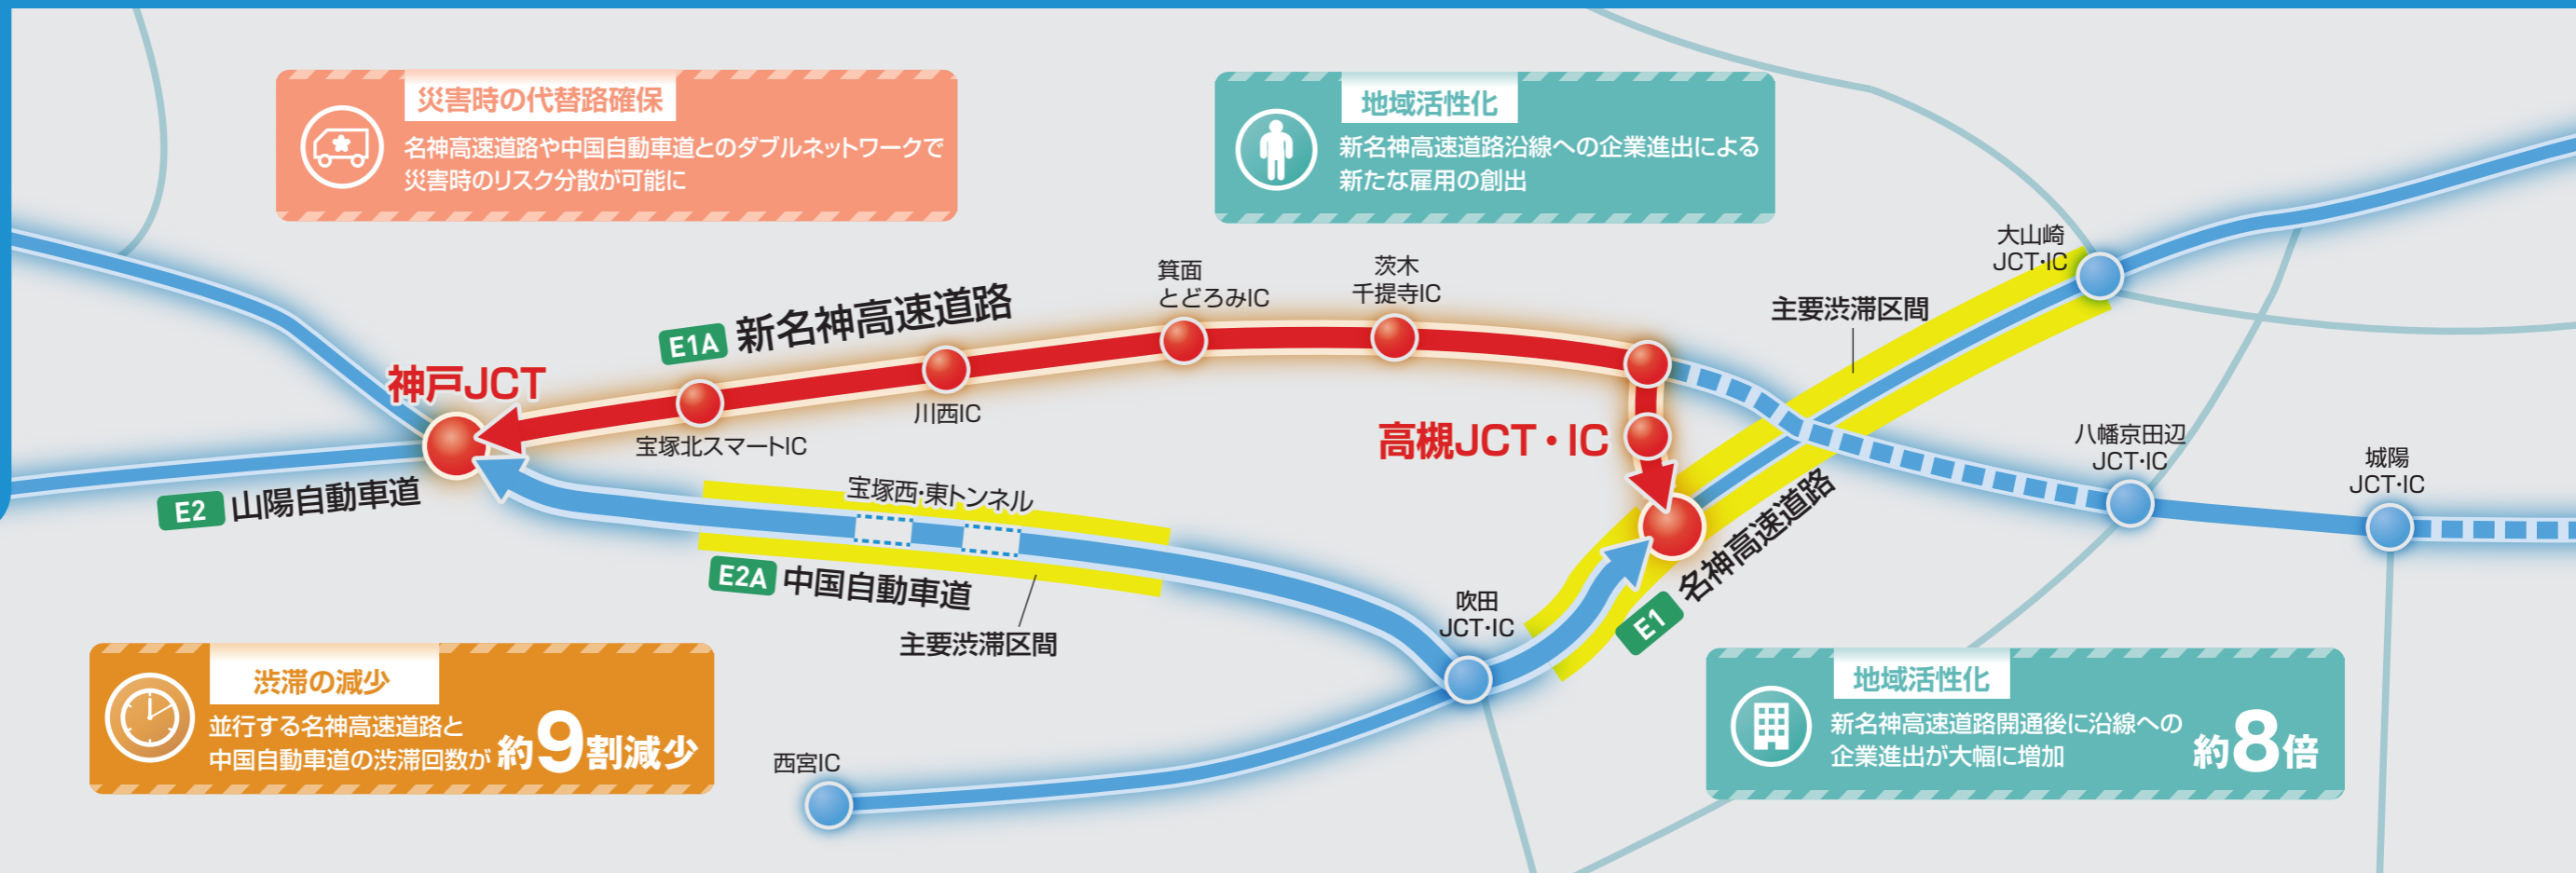 災害時の代替路確保
名神高速道路や中国自動車道とのダブルネットワークで
災害時のリスク分散が可能に
地域活性化
新名神高速道路沿線への企業進出による
新たな雇用の創出
大山崎
JCT・IC
主要渋滞区間
箕面
とどろみIC
茨木
千提寺IC
E1A 新名神高速道路
神戸JCT
川西IC
宝塚北スマートIC
高槻JCT・IC
八幡京田辺
JCT・IC
城陽
JCT・IC
E2 山陽自動車道
宝塚西・東トンネル
E2A 中国自動車道
主要渋滞区間
E1 名神高速道路
吹田
JCT・IC
渋滞の減少
並行する名神高速道路と
中国自動車道の渋滞回数が 約9割減少
西宮IC
地域活性化
新名神高速道路開通後に沿線への
企業進出が大幅に増加 約8倍